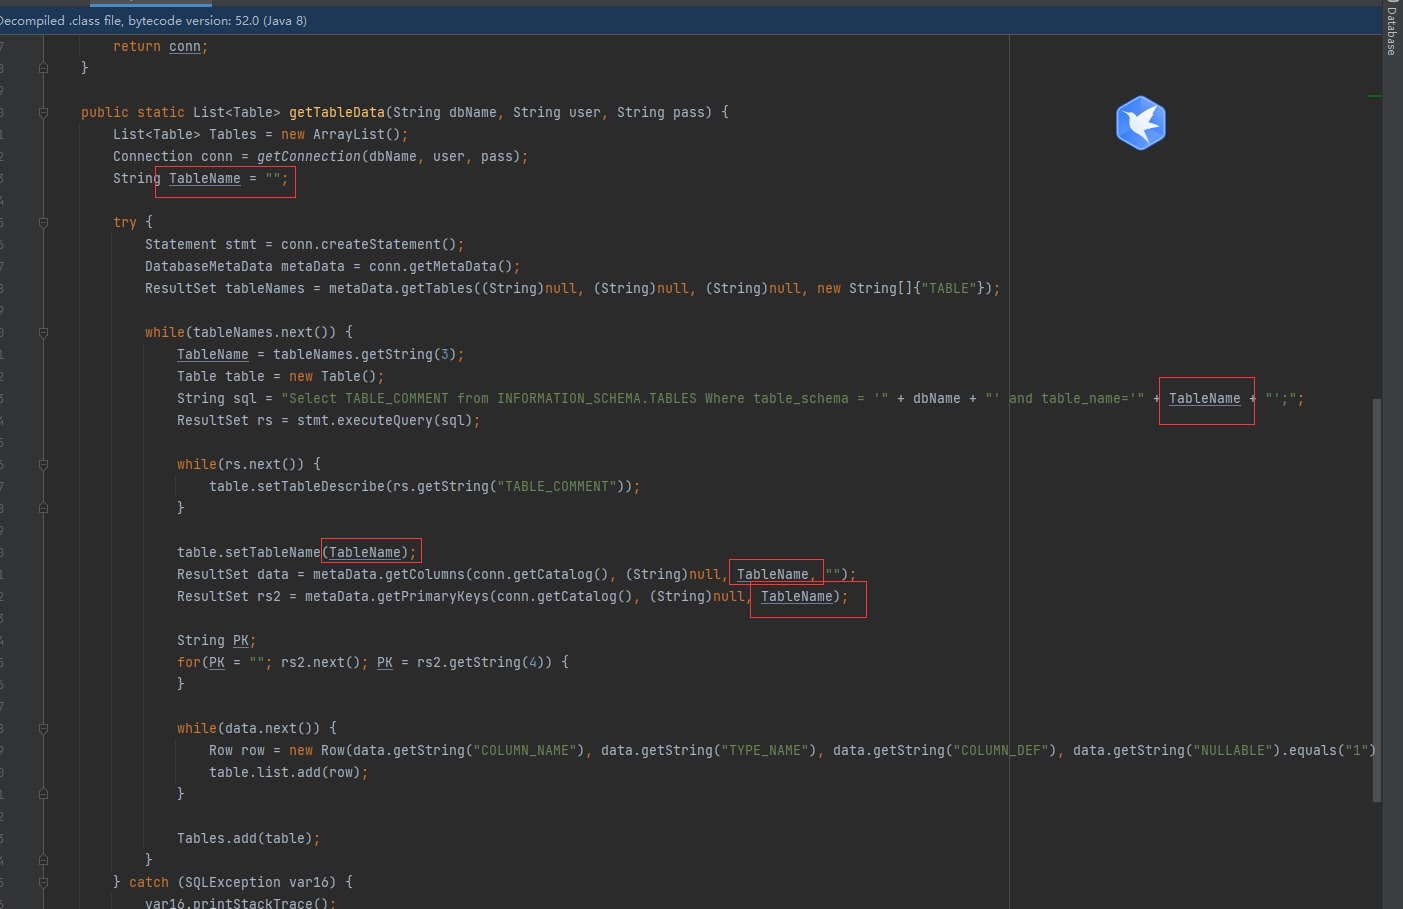 Decompiled .class file, bytecode version: 52.0 (Java 8)
Database
return conn;
}
public static List<Table> getTableData(String dbName, String user, String pass) {
List<Table> Tables = new ArrayList();
Connection conn = getConnection(dbName, user, pass);
String TableName = "";
try {
Statement stmt = conn.createStatement();
DatabaseMetaData metaData = conn.getMetaData();
ResultSet tableNames = metaData.getTables((String)null, (String)null, (String)null, new String[]{"TABLE"});
while(tableNames.next()) {
TableName = tableNames.getString(3);
Table table = new Table();
String sql = "Select TABLE_COMMENT from INFORMATION_SCHEMA.TABLES Where table_schema = '" + dbName + "' and table_name='" + TableName + "';";
ResultSet rs = stmt.executeQuery(sql);
while(rs.next()) {
table.setTableDescribe(rs.getString("TABLE_COMMENT"));
}
table.setTableName(TableName);
ResultSet data = metaData.getColumns(conn.getCatalog(), (String)null, TableName, "");
ResultSet rs2 = metaData.getPrimaryKeys(conn.getCatalog(), (String)null, TableName);
String PK;
for(PK = ""; rs2.next(); PK = rs2.getString(4)) {
}
while(data.next()) {
Row row = new Row(data.getString("COLUMN_NAME"), data.getString("TYPE_NAME"), data.getString("COLUMN_DEF"), data.getString("NULLABLE").equals("1")
table.list.add(row);
}
Tables.add(table);
}
} catch (SQLException var16) {
var16.printStackTrace();